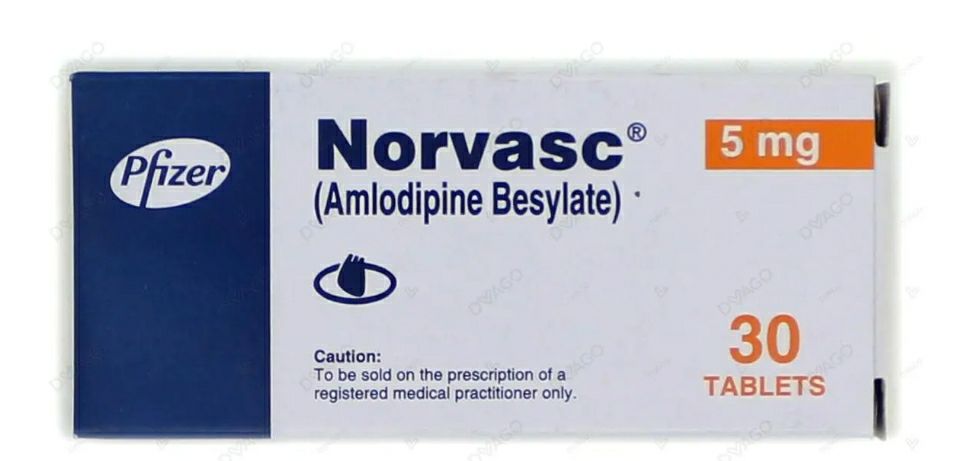 Pfizer
Norvasc®
(Amlodipine Besylate)
5 mg
Caution:
To be sold on the prescription of a
registered medical practitioner only.
30
TABLETS
DVAGO